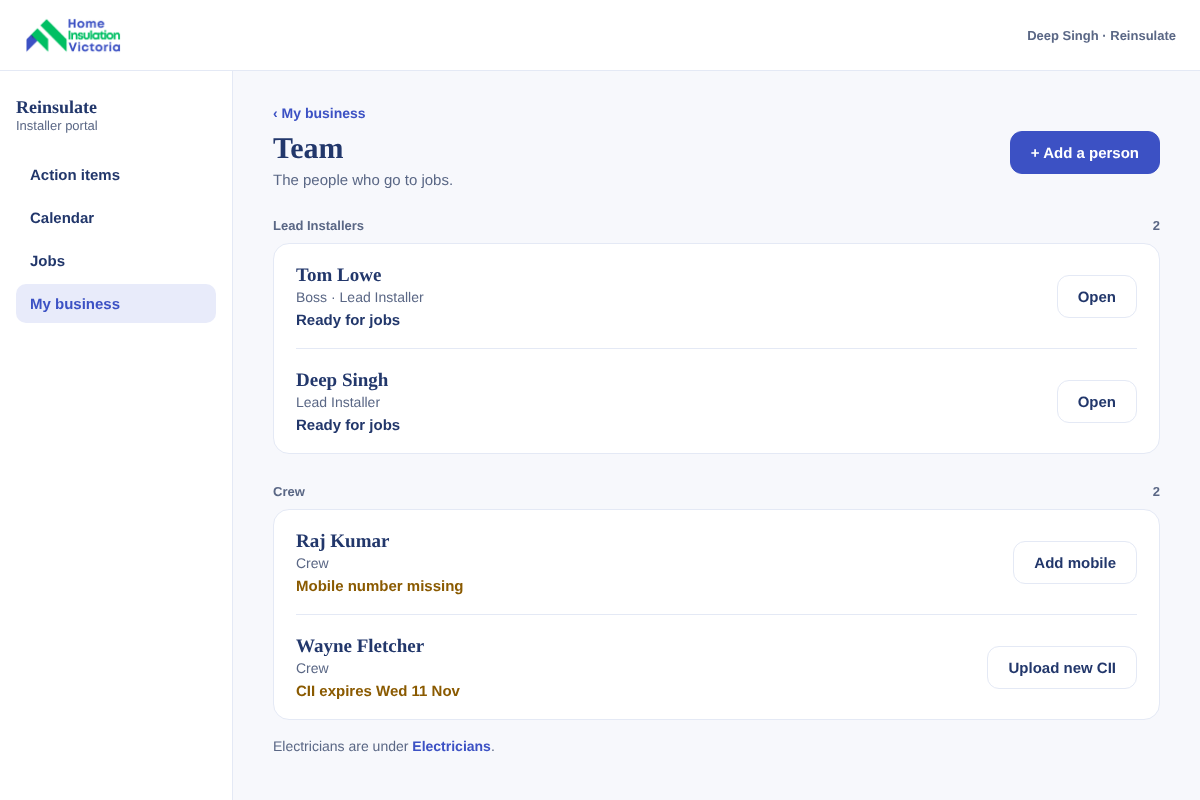 Home
Insulation
Victoria
Deep Singh · Reinsulate
Reinsulate
Installer portal
Action items
Calendar
Jobs
My business
‹ My business
Team
The people who go to jobs.
+ Add a person
Lead Installers 2
Tom Lowe
Boss · Lead Installer
Ready for jobs
Open
Deep Singh
Lead Installer
Ready for jobs
Open
Crew 2
Raj Kumar
Crew
Mobile number missing
Add mobile
Wayne Fletcher
Crew
CII expires Wed 11 Nov
Upload new CII
Electricians are under Electricians.